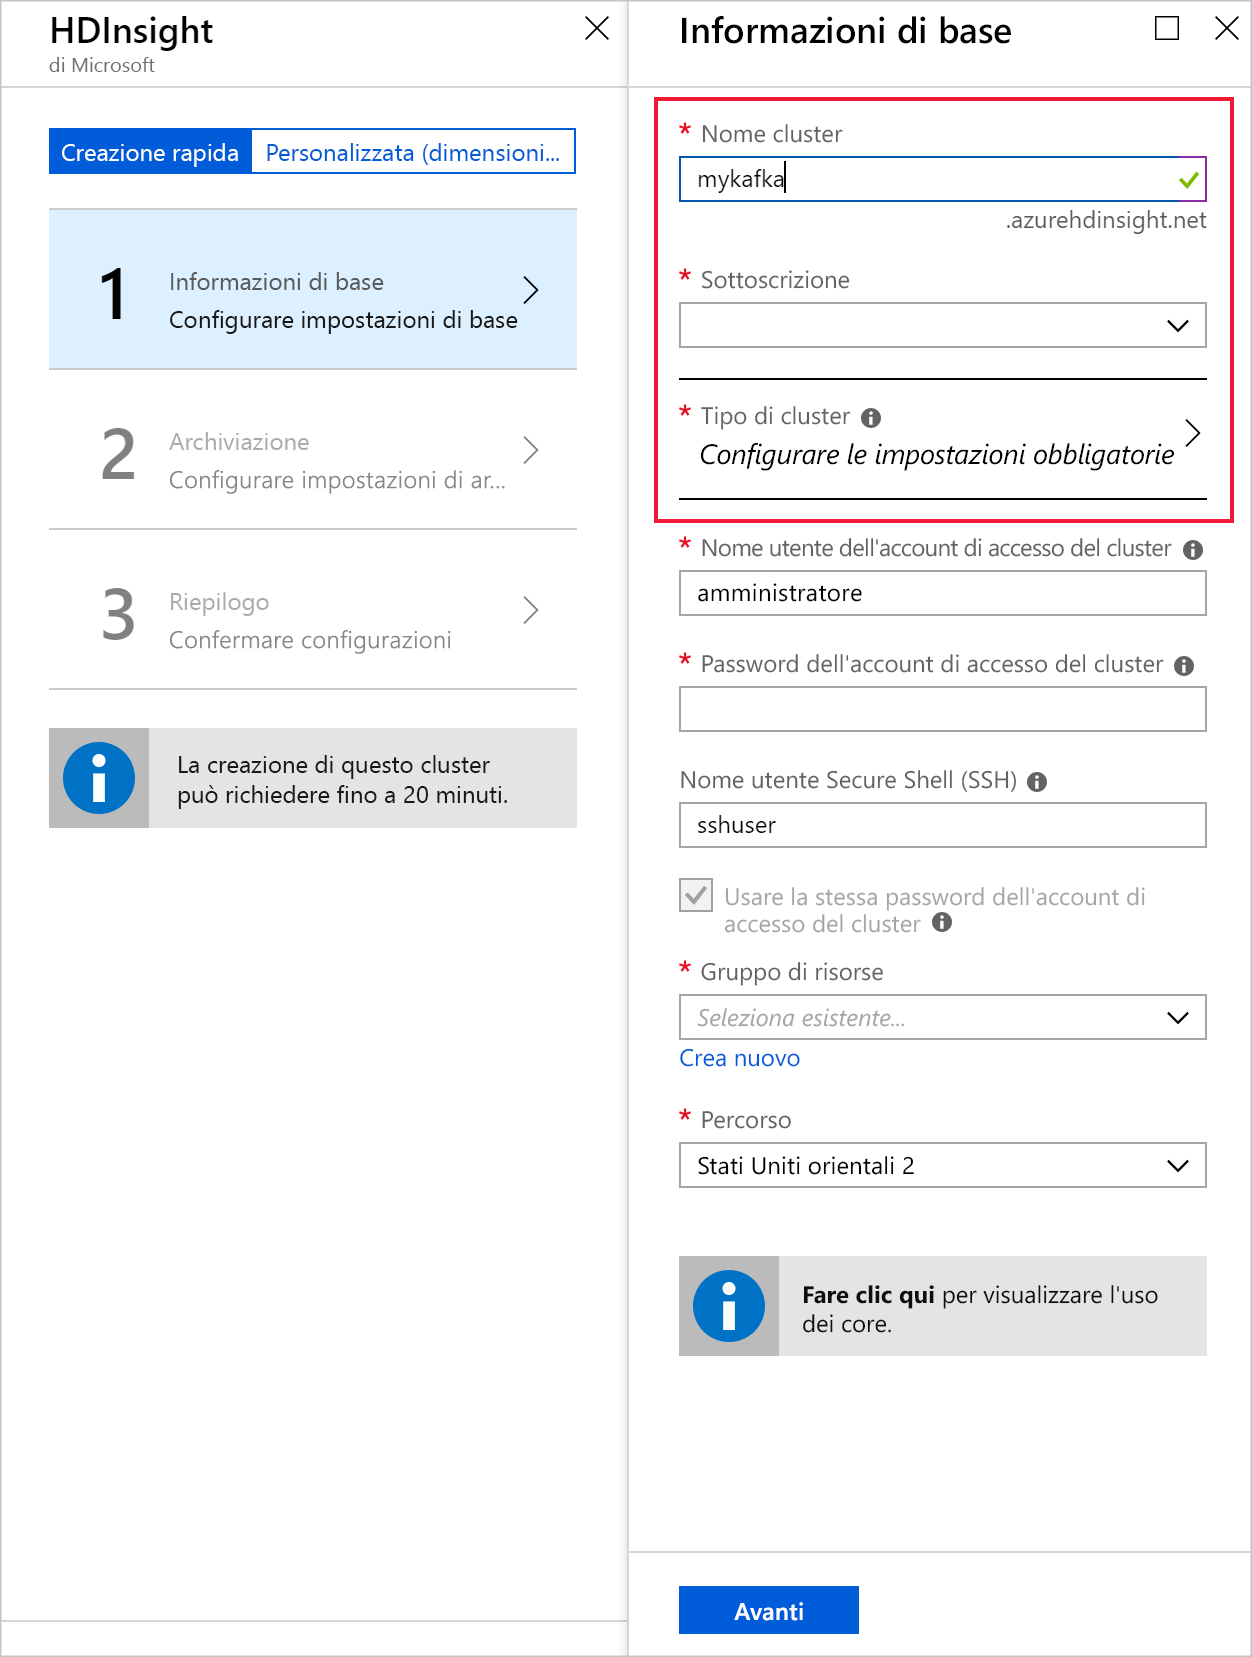 HDInsight
di Microsoft
Creazione rapida
Personalizzata (dimensioni...
1
Informazioni di base
Configurare impostazioni di base
2
Archiviazione
Configurare impostazioni di ar...
3
Riepilogo
Confermare configurazioni
La creazione di questo cluster
può richiedere fino a 20 minuti.
Informazioni di base
* Nome cluster
mykafka
.azurehdinsight.net
* Sottoscrizione
* Tipo di cluster
Configurare le impostazioni obbligatorie
* Nome utente dell'account di accesso del cluster
amministratore
* Password dell'account di accesso del cluster
Nome utente Secure Shell (SSH)
sshuser
Usare la stessa password dell'account di
accesso del cluster
* Gruppo di risorse
Seleziona esistente...
Crea nuovo
* Percorso
Stati Uniti orientali 2
Fare clic qui per visualizzare l'uso
dei core.
Avanti